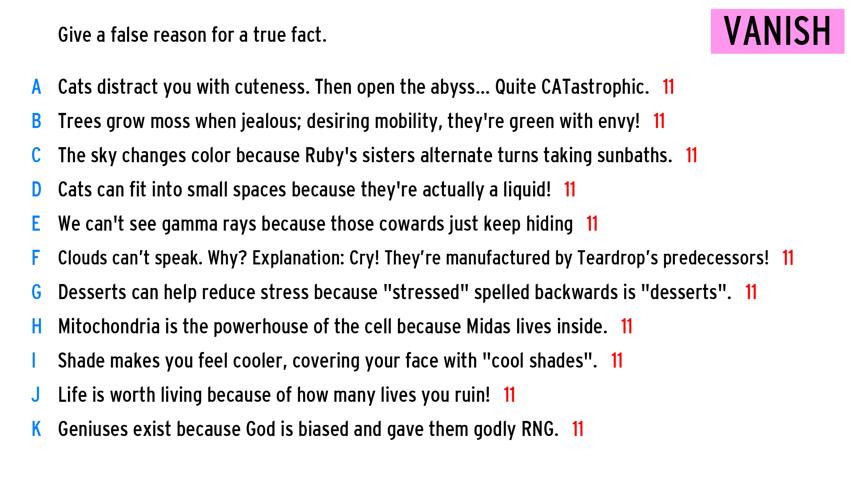 Give a false reason for a true fact.
VANISH
A Cats distract you with cuteness. Then open the abyss... Quite CATastrophic. 11
B Trees grow moss when jealous; desiring mobility, they're green with envy! 11
C The sky changes color because Ruby's sisters alternate turns taking sunbaths. 11
D Cats can fit into small spaces because they're actually a liquid! 11
E We can't see gamma rays because those cowards just keep hiding 11
F Clouds can’t speak. Why? Explanation: Cry! They’re manufactured by Teardrop’s predecessors! 11
G Desserts can help reduce stress because "stressed" spelled backwards is "desserts". 11
H Mitochondria is the powerhouse of the cell because Midas lives inside. 11
I Shade makes you feel cooler, covering your face with "cool shades". 11
J Life is worth living because of how many lives you ruin! 11
K Geniuses exist because God is biased and gave them godly RNG. 11